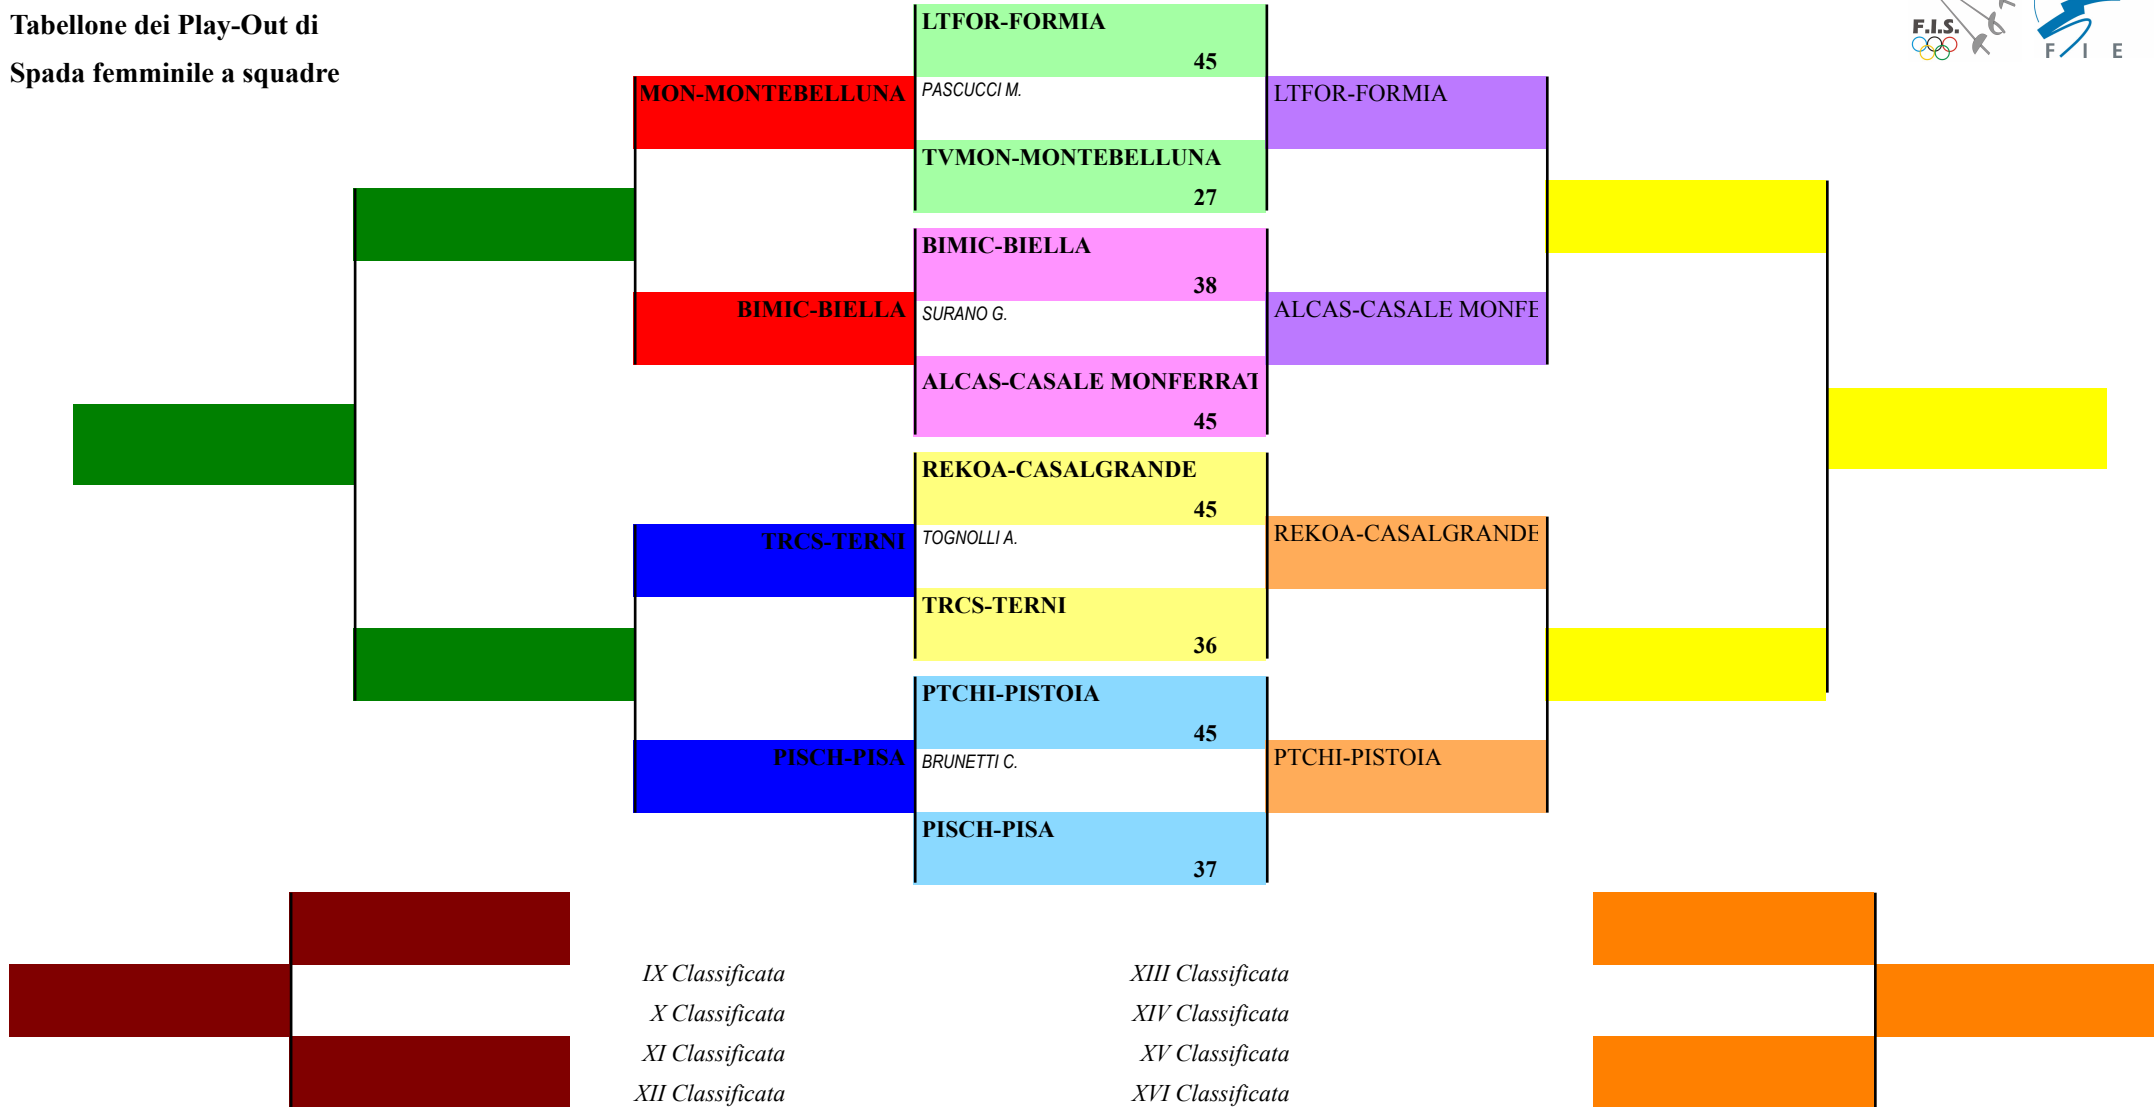 Tabellone dei Play-Out di
Spada femminile a squadre
F.I.S.
F I E
LTFOR-FORMIA
45
MON-MONTEBELLUNA
PASCUCCI M.
LTFOR-FORMIA
TVMON-MONTEBELLUNA
27
BIMIC-BIELLA
38
BIMIC-BIELLA
SURANO G.
ALCAS-CASALE MONFE
ALCAS-CASALE MONFERRAT
45
REKOA-CASALGRANDE
45
TRCS-TERNI
TOGNOLLI A.
REKOA-CASALGRANDE
TRCS-TERNI
36
PTCHI-PISTOIA
45
PISCH-PISA
BRUNETTI C.
PTCHI-PISTOIA
PISCH-PISA
37
IX Classificata
XIII Classificata
X Classificata
XIV Classificata
XI Classificata
XV Classificata
XII Classificata
XVI Classificata